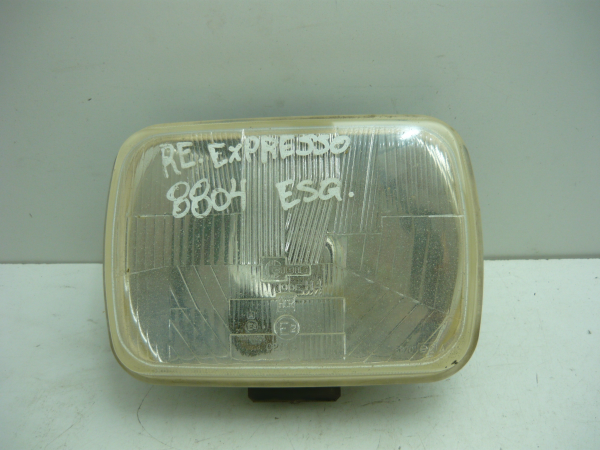 RE. EXPRESSO
8804 ESQ.
E2